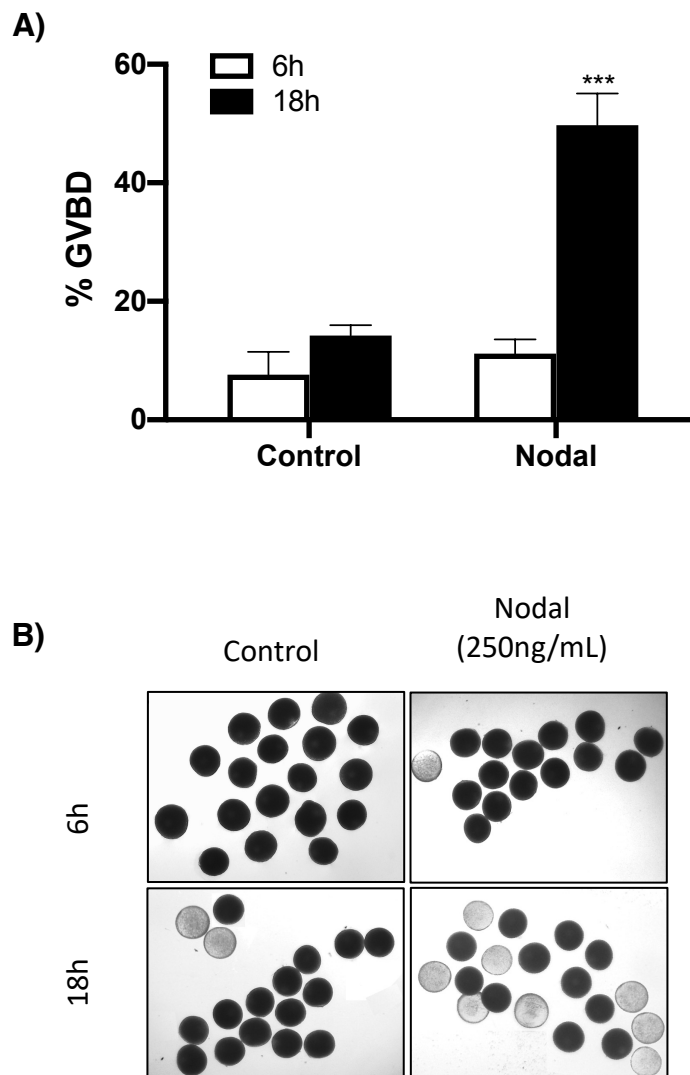 A)
60
6h
18h
***
40
% GVBD
20
0
Control
Nodal
B)
Control
Nodal
(250ng/mL)
6h
18h